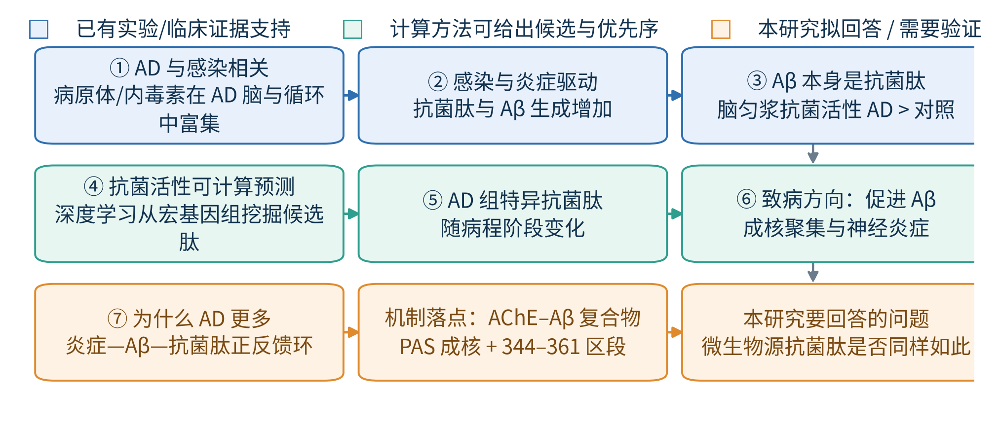 已有实验/临床证据支持
计算方法可给出候选与优先序
本研究拟回答 / 需要验证
① AD 与感染相关
病原体/内毒素在 AD 脑与循环
中富集
② 感染与炎症驱动
抗菌肽与 Aβ 生成增加
③ Aβ 本身是抗菌肽
脑匀浆抗菌活性 AD > 对照
④ 抗菌活性可计算预测
深度学习从宏基因组挖掘候选
肽
⑤ AD 组特异抗菌肽
随病程阶段变化
⑥ 致病方向：促进 Aβ
成核聚集与神经炎症
⑦ 为什么 AD 更多
炎症—Aβ—抗菌肽正反馈环
机制落点：AChE–Aβ 复合物
PAS 成核 + 344–361 区段
本研究要回答的问题
微生物源抗菌肽是否同样如此